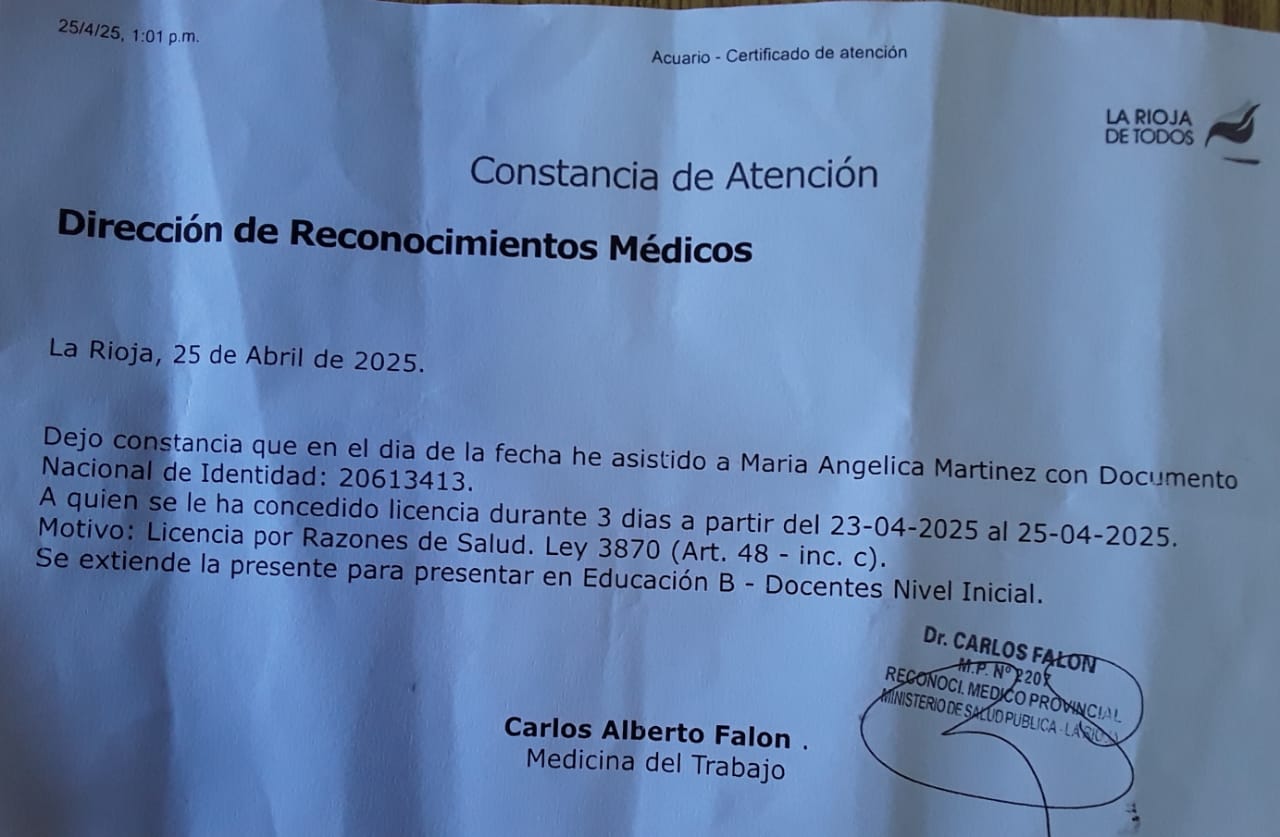 25/4/25, 1:01 p.m.
Acuario - Certificado de atención
LA RIOJA
DE TODOS
Constancia de Atención
Dirección de Reconocimientos Médicos
La Rioja, 25 de Abril de 2025.
Dejo constancia que en el dia de la fecha he asistido a Maria Angelica Martinez con Documento
Nacional de Identidad: 20613413.
A quien se le ha concedido licencia durante 3 dias a partir del 23-04-2025 al 25-04-2025.
Motivo: Licencia por Razones de Salud. Ley 3870 (Art. 48 - inc. c).
Se extiende la presente para presentar en Educación B - Docentes Nivel Inicial.
Dr. CARLOS FALON
M.P. Nº
RECONOCI. MEDICO PROVINCIAL
MINISTERIO DE SALUD PUBLICA - LA RIOJA
Carlos Alberto Falon .
Medicina del Trabajo